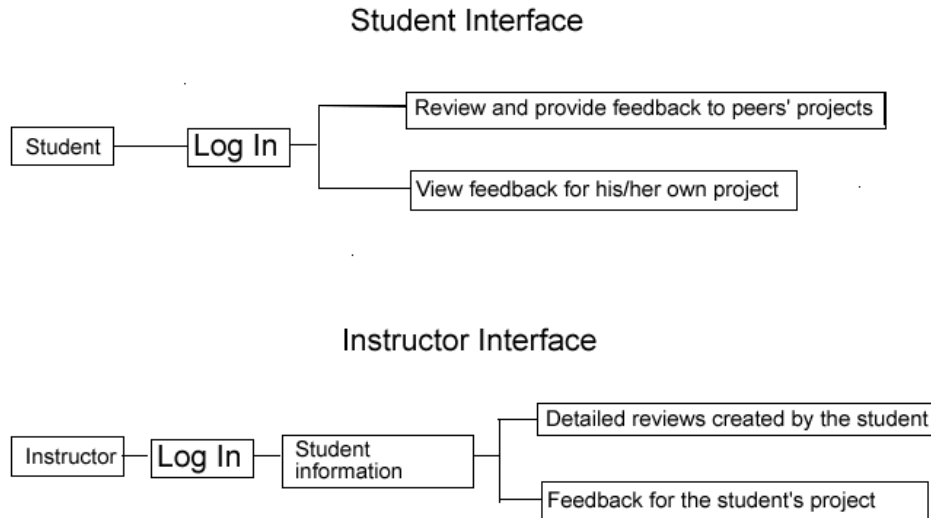 Student Interface
Review and provide feedback to peers' projects
Student
Log In
View feedback for his/her own project
Instructor Interface
Detailed reviews created by the student
Instructor
Log In
Student
information
Feedback for the student's project